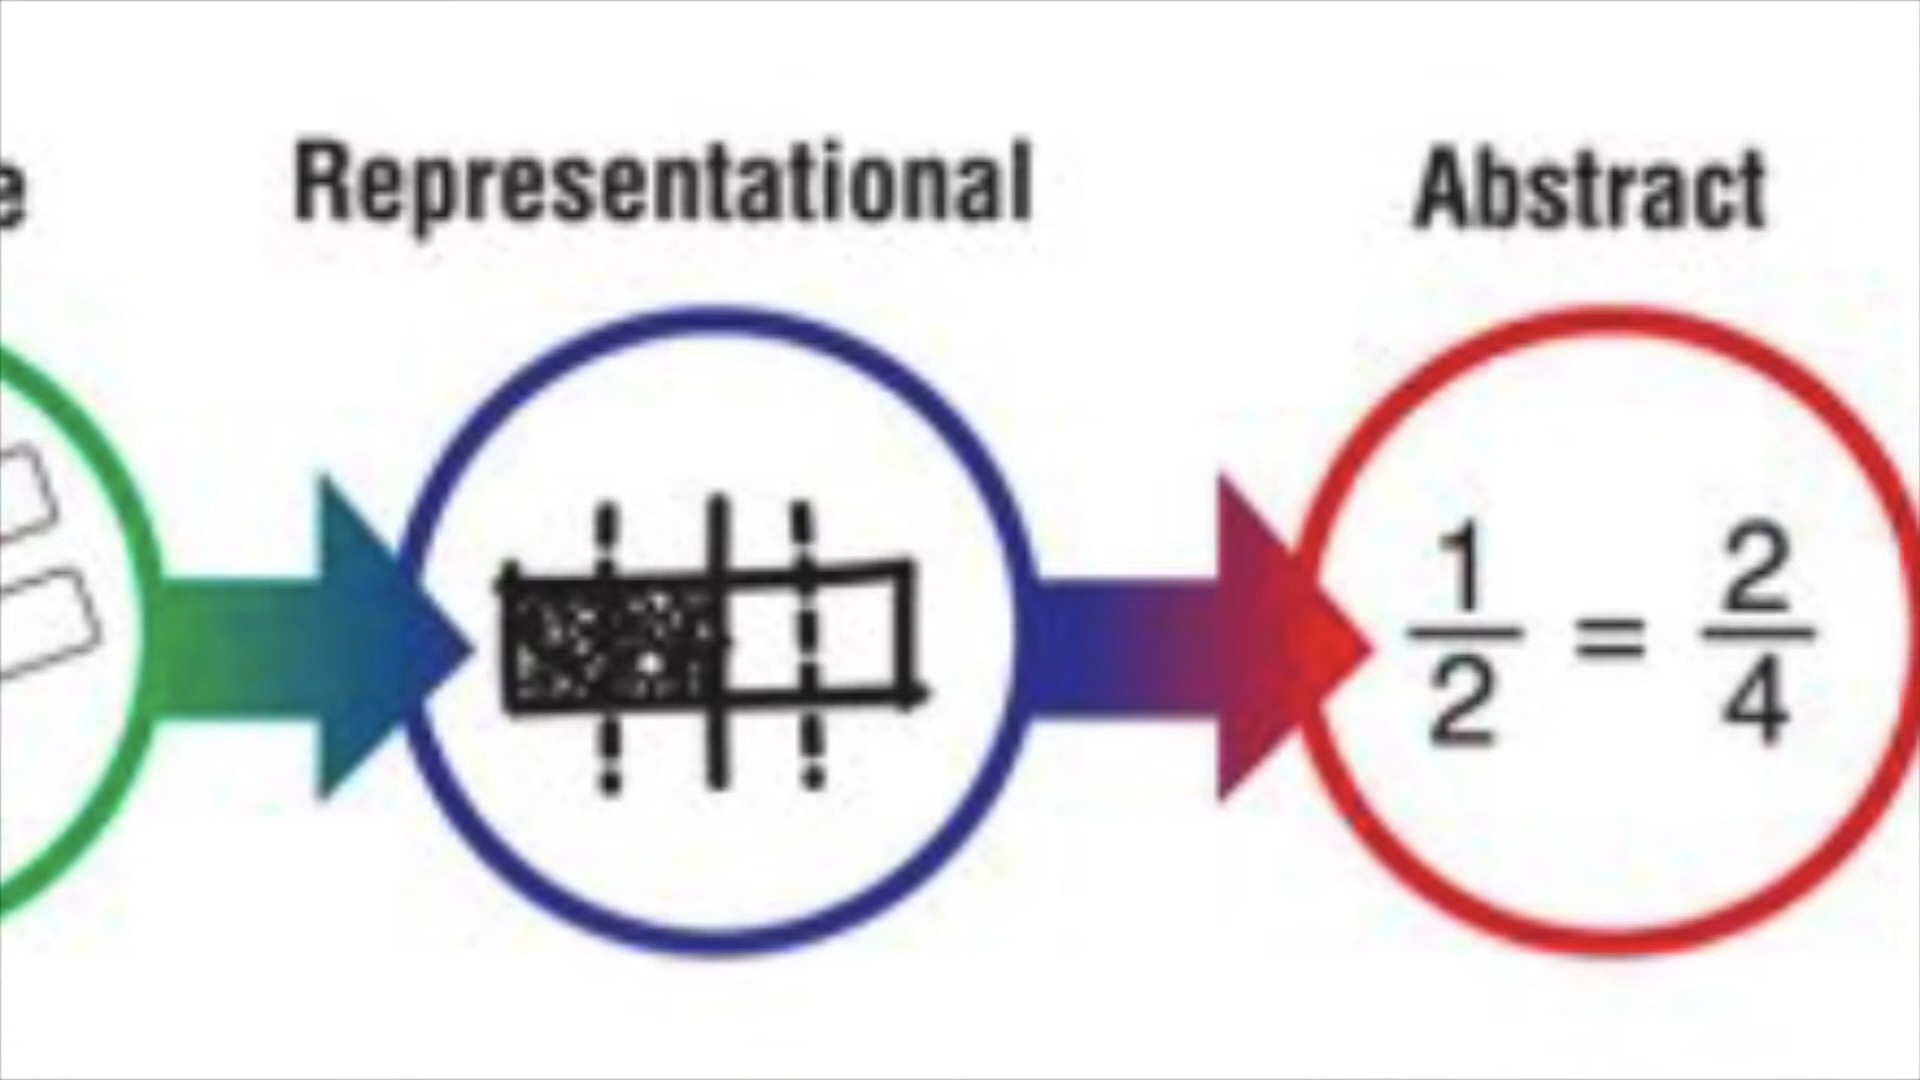 e Representational Abstract
1/2 = 2/4